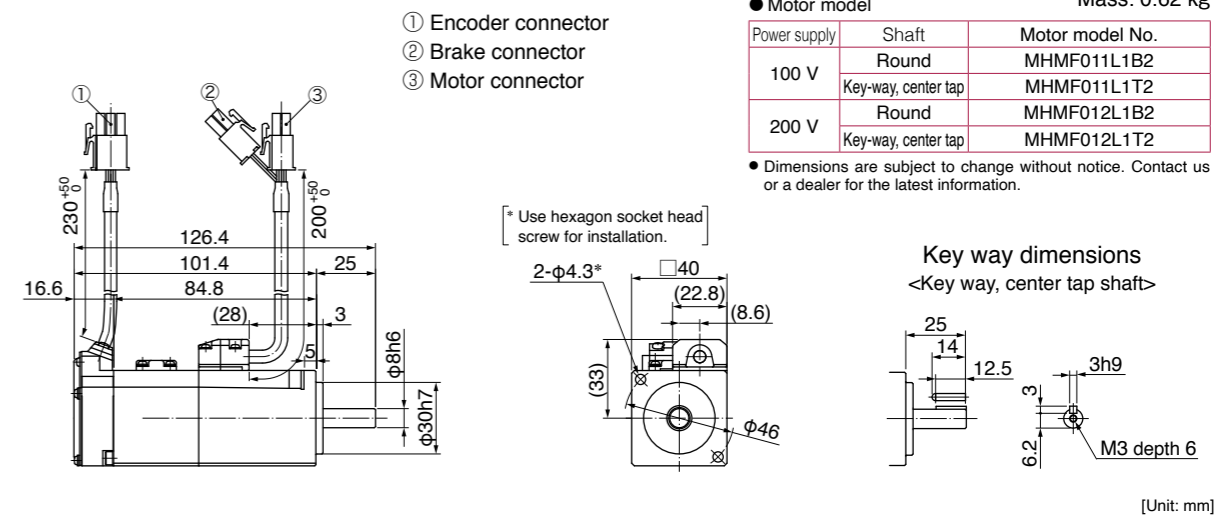 ① Encoder connector
② Brake connector
③ Motor connector
● Motor model
Mass: 0.62 kg
Power supply Shaft Motor model No.
100 V Round MHMF011L1B2
Key-way, center tap MHMF011L1T2
200 V Round MHMF012L1B2
Key-way, center tap MHMF012L1T2
● Dimensions are subject to change without notice. Contact us
or a dealer for the latest information.
① ② ③
230 +50 0
200 +50 0
126.4
101.4 25
16.6 84.8
(28) 3
5
φ8h6
φ30h7
* Use hexagon socket head
screw for installation.
2-φ4.3*
□40
(22.8)
(8.6)
(33)
φ46
Key way dimensions
<Key way, center tap shaft>
25
14
12.5
3h9
3
6.2
M3 depth 6
[Unit: mm]